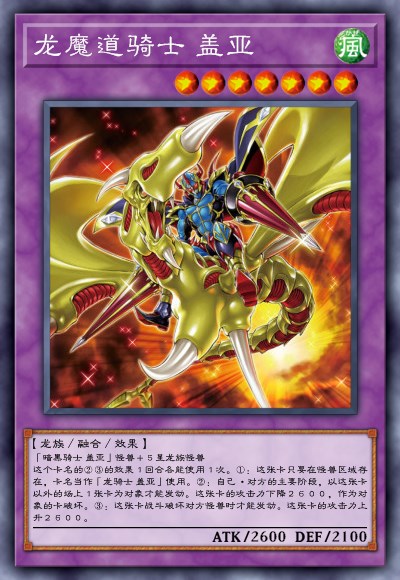 龙魔道骑士 盖亚
風
【龙族／融合／效果】
「暗黑骑士 盖亚」怪兽＋5星龙族怪兽
这个卡名的②③的效果1回合各能使用1次。①：这张卡只要在怪兽区域存
在，卡名当作「龙骑士 盖亚」使用。②：自己·对方的主要阶段，以这张卡
以外的场上1张卡为对象才能发动。这张卡的攻击力下降2600，作为对
象的卡破坏。③：这张卡战斗破坏对方怪兽时才能发动。这张卡的攻击力上
升2600。
ATK/2600 DEF/2100